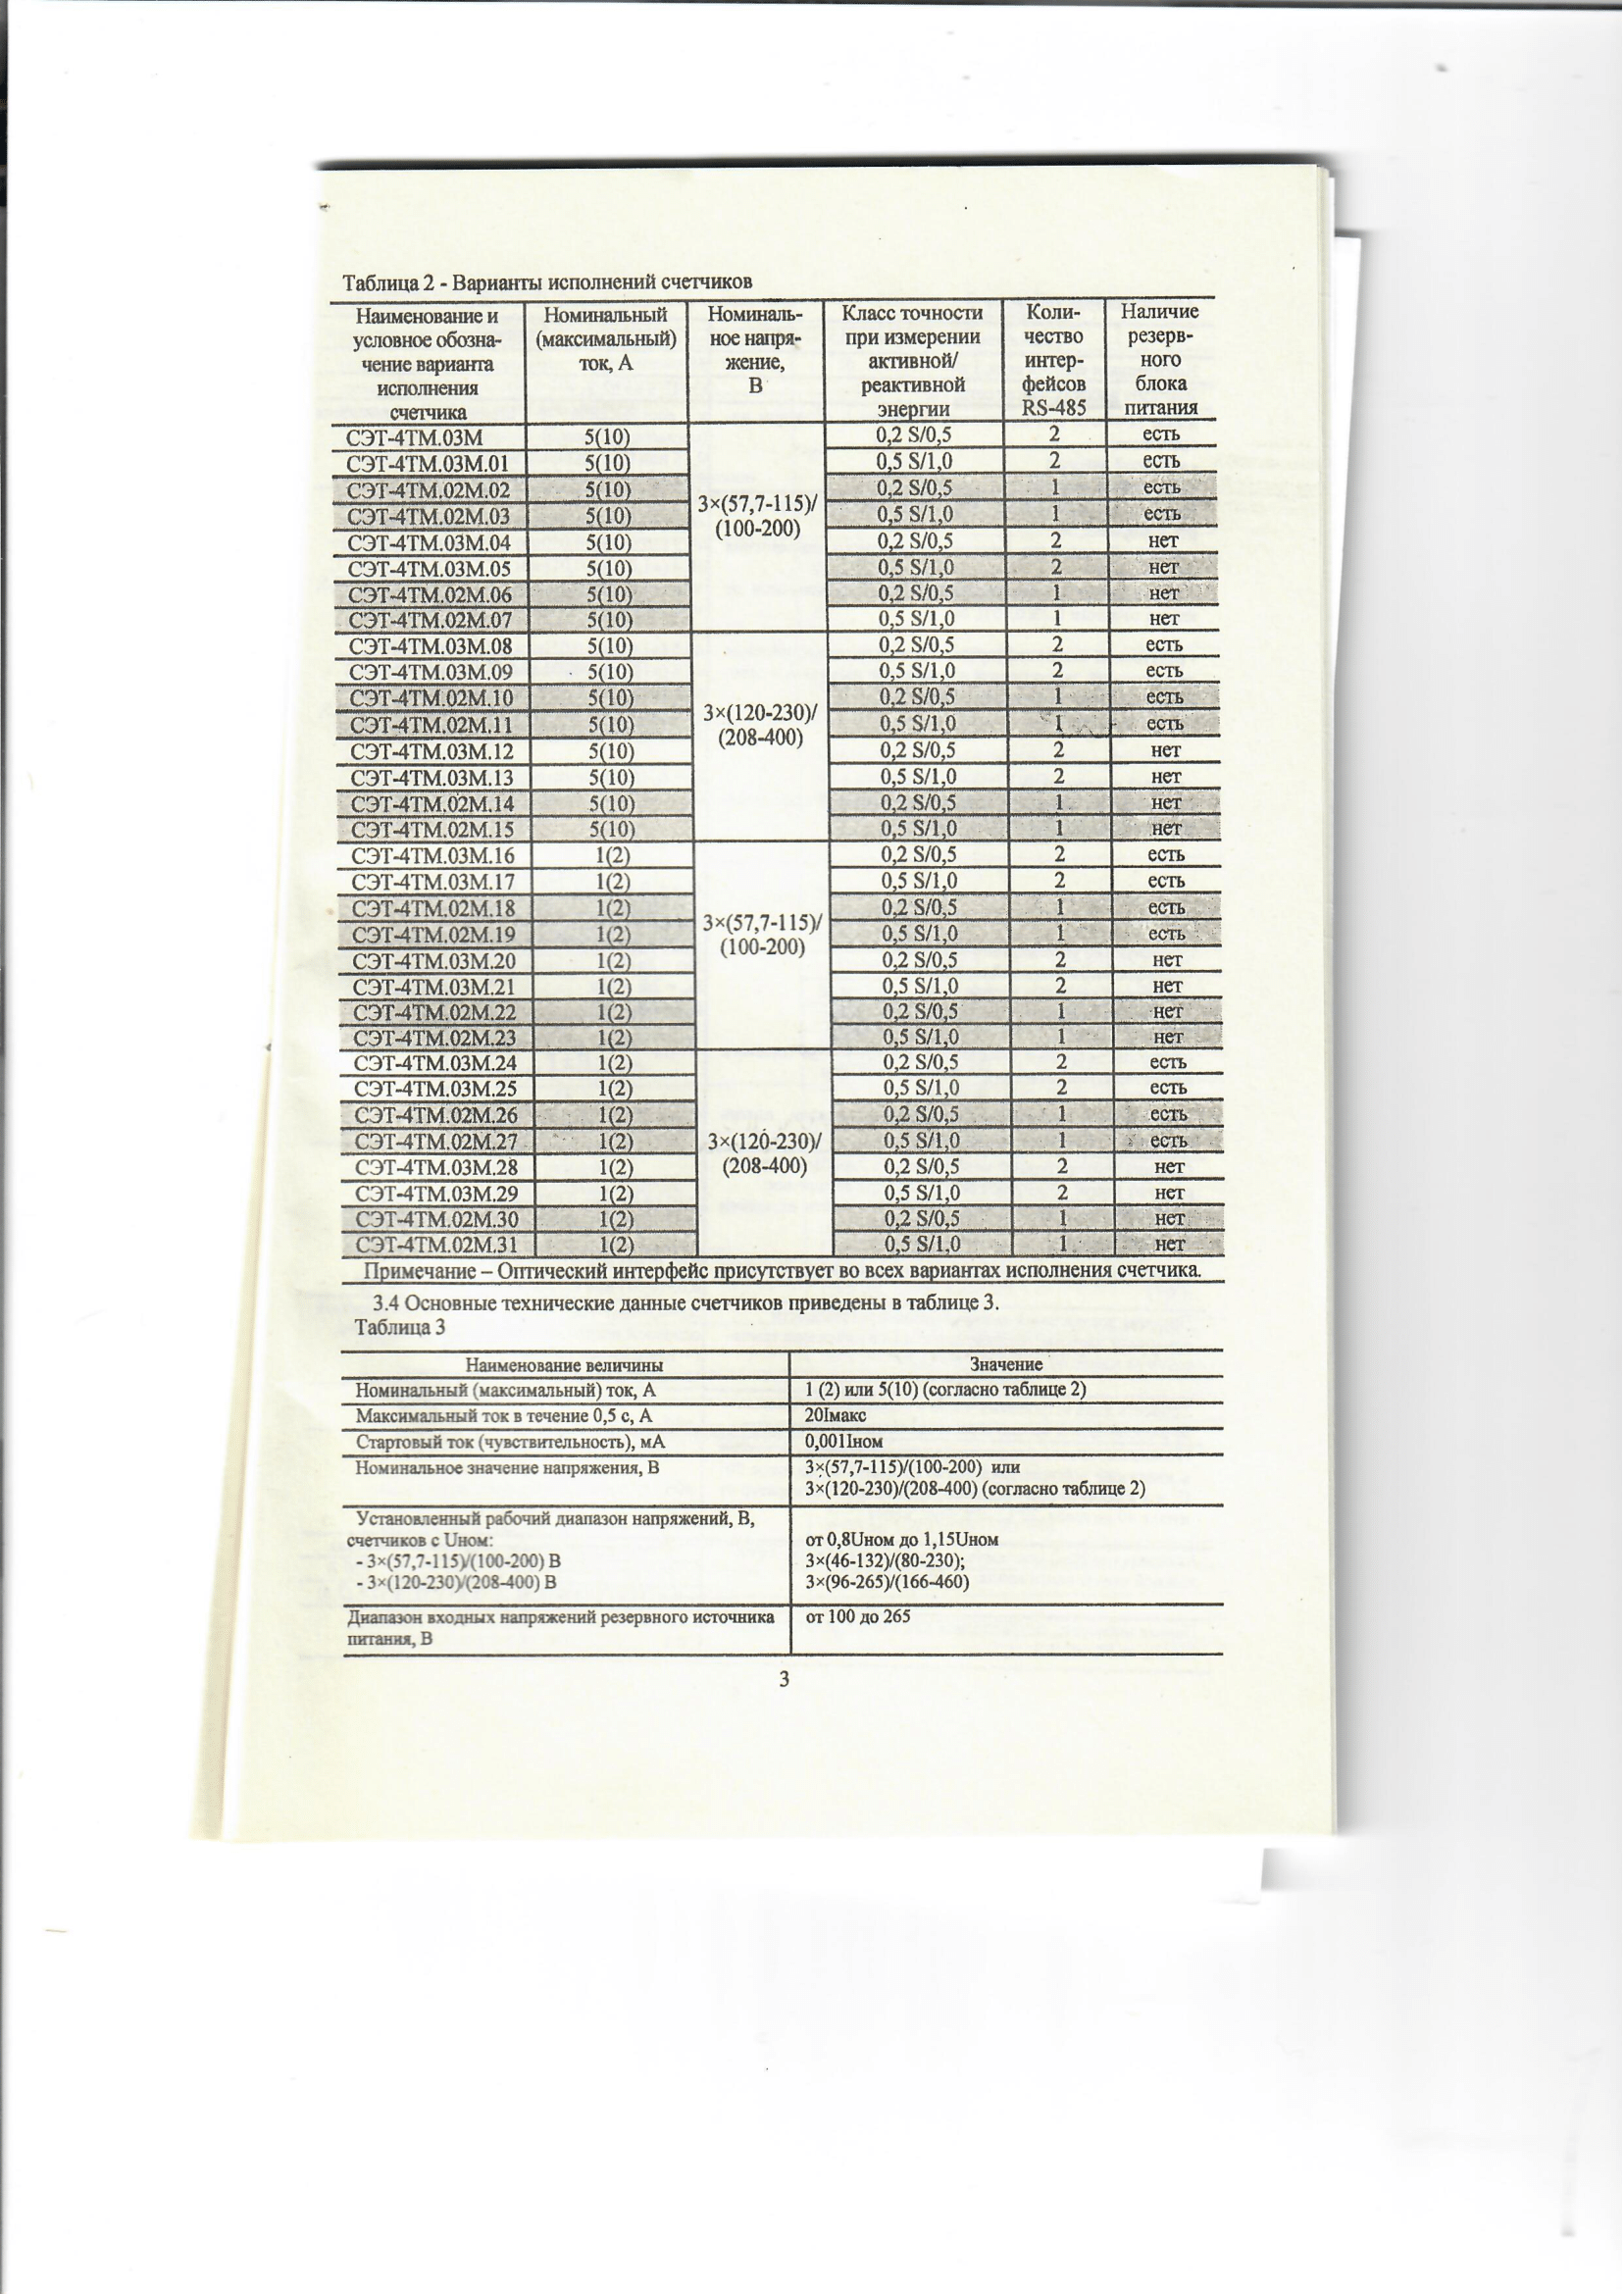 Таблица 2 - Варианты исполнений счетчиков
Наименование и условное обозна- чение варианта исполнения счетчика | Номинальный (максимальный) ток, А | Номиналь- ное напря- жение, В | Класс точности при измерении активной/ реактивной энергии | Коли- чество интер- фейсов RS-485 | Наличие резерв- ного блока питания
СЭТ-4ТМ.03М 5(10) 0,2 S/0,5 2 есть
СЭТ-4ТМ.03М.01 5(10) 0,5 S/1,0 2 есть
СЭТ-4ТМ.02М.02 5(10) 0,2 S/0,5 1 есть
3×(57,7-115)/
СЭТ-4ТМ.02М.03 5(10) 0,5 S/1,0 1 есть
(100-200)
СЭТ-4ТМ.03М.04 5(10) 0,2 S/0,5 2 нет
СЭТ-4ТМ.03М.05 5(10) 0,5 S/1,0 2 нет
СЭТ-4ТМ.02М.06 5(10) 0,2 S/0,5 1 нет
СЭТ-4ТМ.02М.07 5(10) 0,5 S/1,0 1 нет
СЭТ-4ТМ.03М.08 5(10) 0,2 S/0,5 2 есть
СЭТ-4ТМ.03М.09 5(10) 0,5 S/1,0 2 есть
СЭТ-4ТМ.02М.10 5(10) 0,2 S/0,5 1 есть
3×(120-230)/
СЭТ-4ТМ.02М.11 5(10) 0,5 S/1,0 1 есть
(208-400)
СЭТ-4ТМ.03М.12 5(10) 0,2 S/0,5 2 нет
СЭТ-4ТМ.03М.13 5(10) 0,5 S/1,0 2 нет
СЭТ-4ТМ.02М.14 5(10) 0,2 S/0,5 1 нет
СЭТ-4ТМ.02М.15 5(10) 0,5 S/1,0 1 нет
СЭТ-4ТМ.03М.16 1(2) 0,2 S/0,5 2 есть
СЭТ-4ТМ.03М.17 1(2) 0,5 S/1,0 2 есть
СЭТ-4ТМ.02М.18 1(2) 0,2 S/0,5 1 есть
3×(57,7-115)/
СЭТ-4ТМ.02М.19 1(2) 0,5 S/1,0 1 есть
(100-200)
СЭТ-4ТМ.03М.20 1(2) 0,2 S/0,5 2 нет
СЭТ-4ТМ.03М.21 1(2) 0,5 S/1,0 2 нет
СЭТ-4ТМ.02М.22 1(2) 0,2 S/0,5 1 нет
СЭТ-4ТМ.02М.23 1(2) 0,5 S/1,0 1 нет
СЭТ-4ТМ.03М.24 1(2) 0,2 S/0,5 2 есть
СЭТ-4ТМ.03М.25 1(2) 0,5 S/1,0 2 есть
СЭТ-4ТМ.02М.26 1(2) 0,2 S/0,5 1 есть
СЭТ-4ТМ.02М.27 1(2) 3×(120-230)/ 0,5 S/1,0 1 есть
СЭТ-4ТМ.03М.28 1(2) (208-400) 0,2 S/0,5 2 нет
СЭТ-4ТМ.03М.29 1(2) 0,5 S/1,0 2 нет
СЭТ-4ТМ.02М.30 1(2) 0,2 S/0,5 1 нет
СЭТ-4ТМ.02М.31 1(2) 0,5 S/1,0 1 нет
Примечание – Оптический интерфейс присутствует во всех вариантах исполнения счетчика.
3.4 Основные технические данные счетчиков приведены в таблице 3.
Таблица 3
Наименование величины Значение
Номинальный (максимальный) ток, А 1 (2) или 5(10) (согласно таблице 2)
Максимальный ток в течение 0,5 с, А 20Iмакс
Стартовый ток (чувствительность), мА 0,001Iном
Номинальное значение напряжения, В 3×(57,7-115)/(100-200) или
3×(120-230)/(208-400) (согласно таблице 2)
Установленный рабочий диапазон напряжений, В,
счетчиков с Uном: от 0,8Uном до 1,15Uном
- 3×(57,7-115)/(100-200) В 3×(46-132)/(80-230);
- 3×(120-230)/(208-400) В 3×(96-265)/(166-460)
Диапазон входных напряжений резервного источника от 100 до 265
питания, В
3